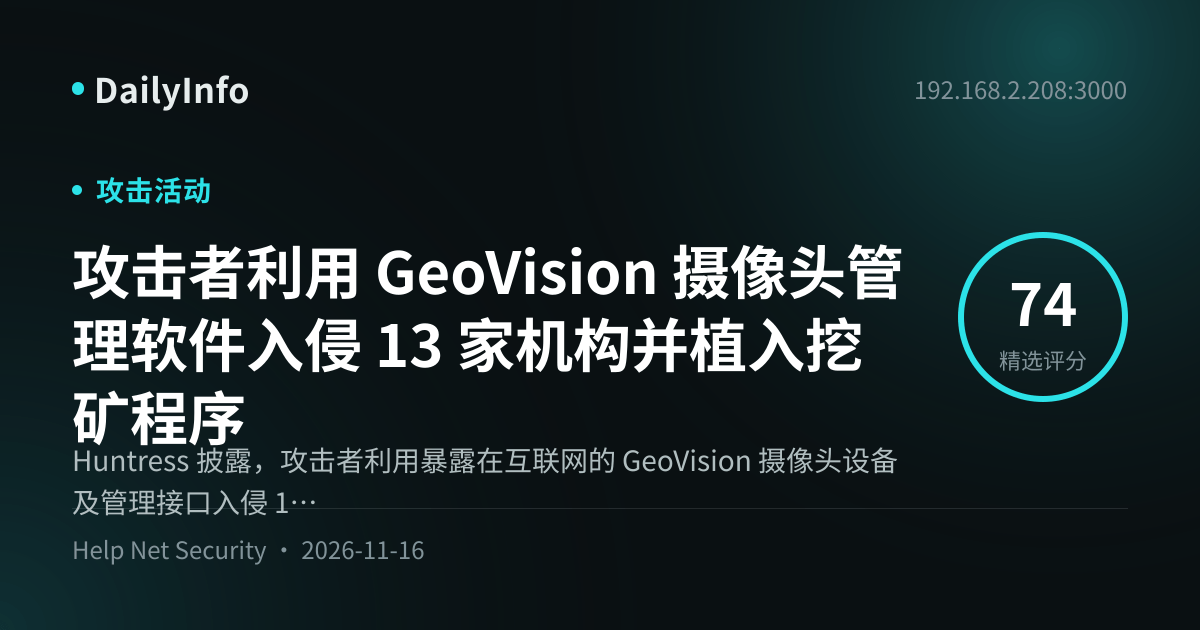 DailyInfo
192.168.2.208:3000
攻击活动
攻击者利用 GeoVision 摄像头管
理软件入侵 13 家机构并植入挖
矿程序
74
精选评分
Huntress 披露，攻击者利用暴露在互联网的 GeoVision 摄像头设备
及管理接口入侵 1…
Help Net Security · 2026-11-16